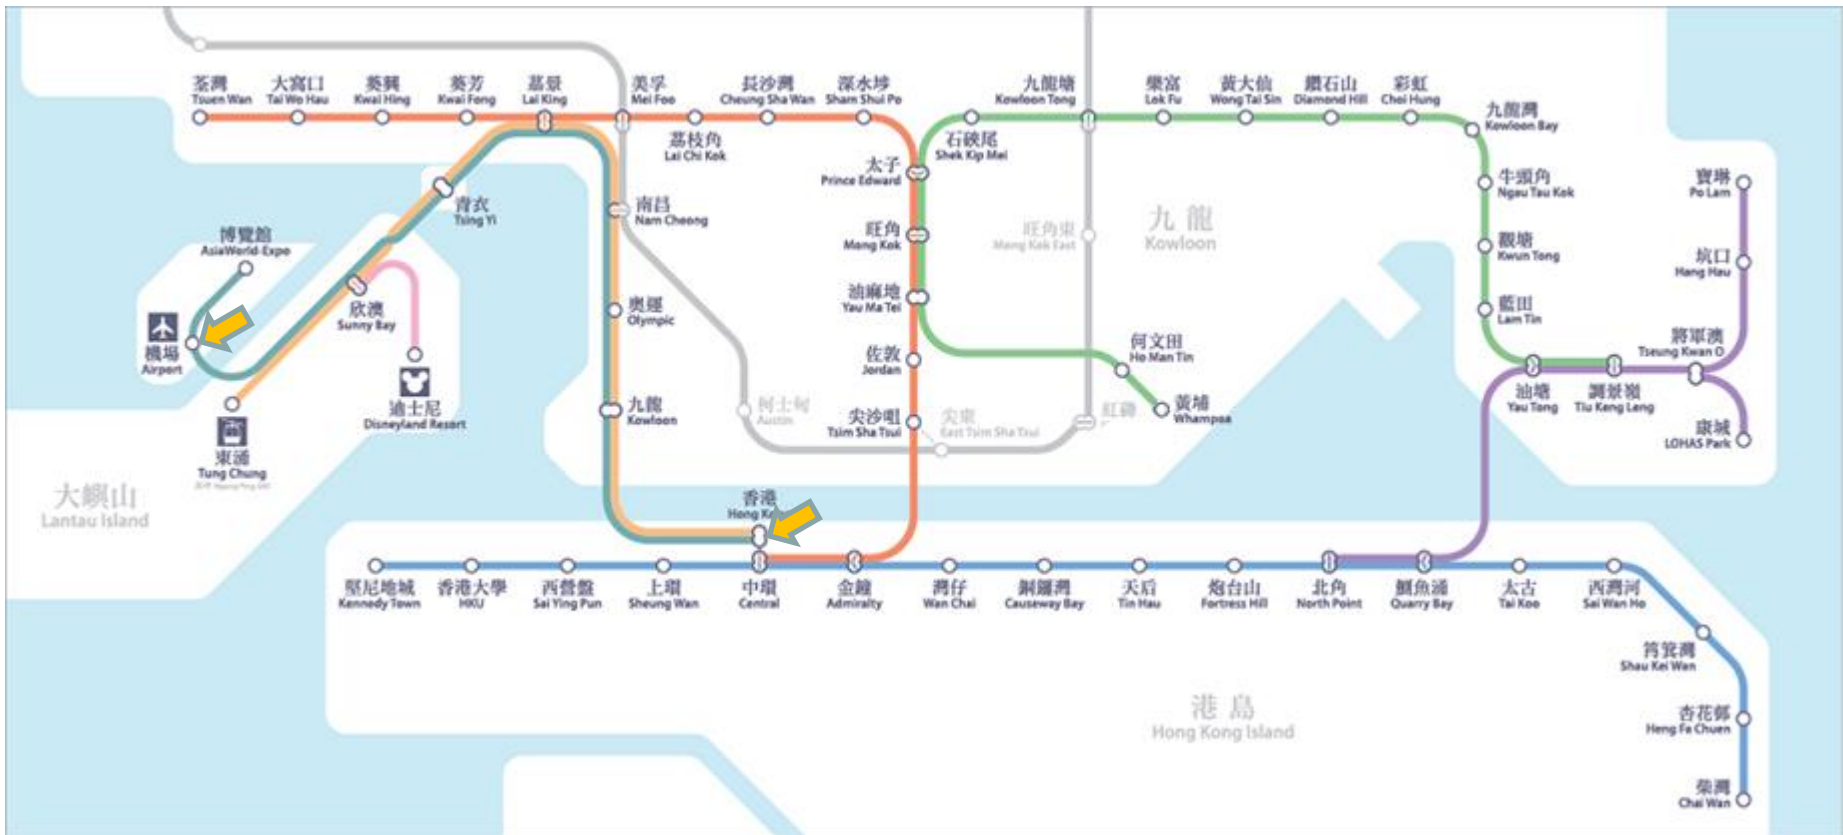 荃灣
Tsuen Wan
大窩口
Tai Wo Hau
葵興
Kwai Hing
葵芳
Kwai Fong
荔景
Lai King
美孚
Mei Foo
長沙灣
Cheung Sha Wan
深水埗
Sham Shui Po
九龍塘
Kowloon Tong
樂富
Lok Fu
黃大仙
Wong Tai Sin
鑽石山
Diamond Hill
彩虹
Choi Hung
九龍灣
Kowloon Bay
荔枝角
Lai Chi Kok
石硤尾
Shek Kip Mei
太子
Prince Edward
牛頭角
Ngau Tau Kok
寶琳
Po Lam
青衣
Tsing Yi
南昌
Nam Cheong
旺角
Mong Kok
旺角東
Mong Kok East
九龍
Kowloon
博覽館
AsiaWorld-Expo
觀塘
Kwun Tong
坑口
Hang Hau
欣澳
Sunny Bay
奧運
Olympic
油麻地
Yau Ma Tei
藍田
Lam Tin
機場
Airport
佐敦
Jordan
何文田
Ho Man Tin
將軍澳
Tseung Kwan O
迪士尼
Disneyland Resort
九龍
Kowloon
柯士甸
Austin
尖沙咀
Tsim Sha Tsui
尖東
East Tsim Sha Tsui
紅磡
黃埔
Whampoa
油塘
Yau Tong
調景嶺
Tiu Keng Leng
康城
LOHAS Park
東涌
Tung Chung
大嶼山
Lantau Island
香港
Hong
堅尼地城
Kennedy Town
香港大學
HKU
西營盤
Sai Ying Pun
上環
Sheung Wan
中環
Central
金鐘
Admiralty
灣仔
Wan Chai
銅鑼灣
Causeway Bay
天后
Tin Hau
炮台山
Fortress Hill
北角
North Point
鰂魚涌
Quarry Bay
太古
Tai Koo
西灣河
Sai Wan Ho
筲箕灣
Shau Kei Wan
港島
Hong Kong Island
杏花邨
Heng Fa Chuen
柴灣
Chai Wan